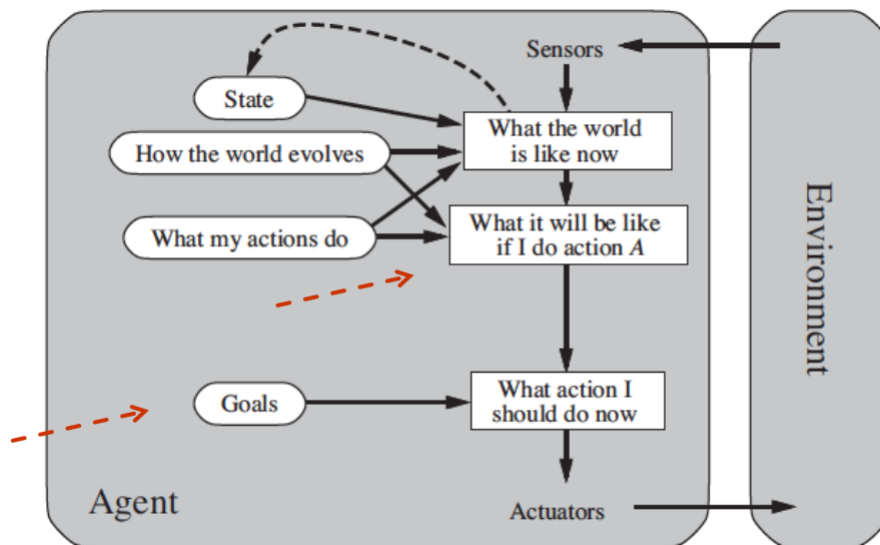 Sensors
State
What the world
is like now
How the world evolves
What my actions do
What it will be like
if I do action A
Goals
What action I
should do now
Agent
Actuators
Environment